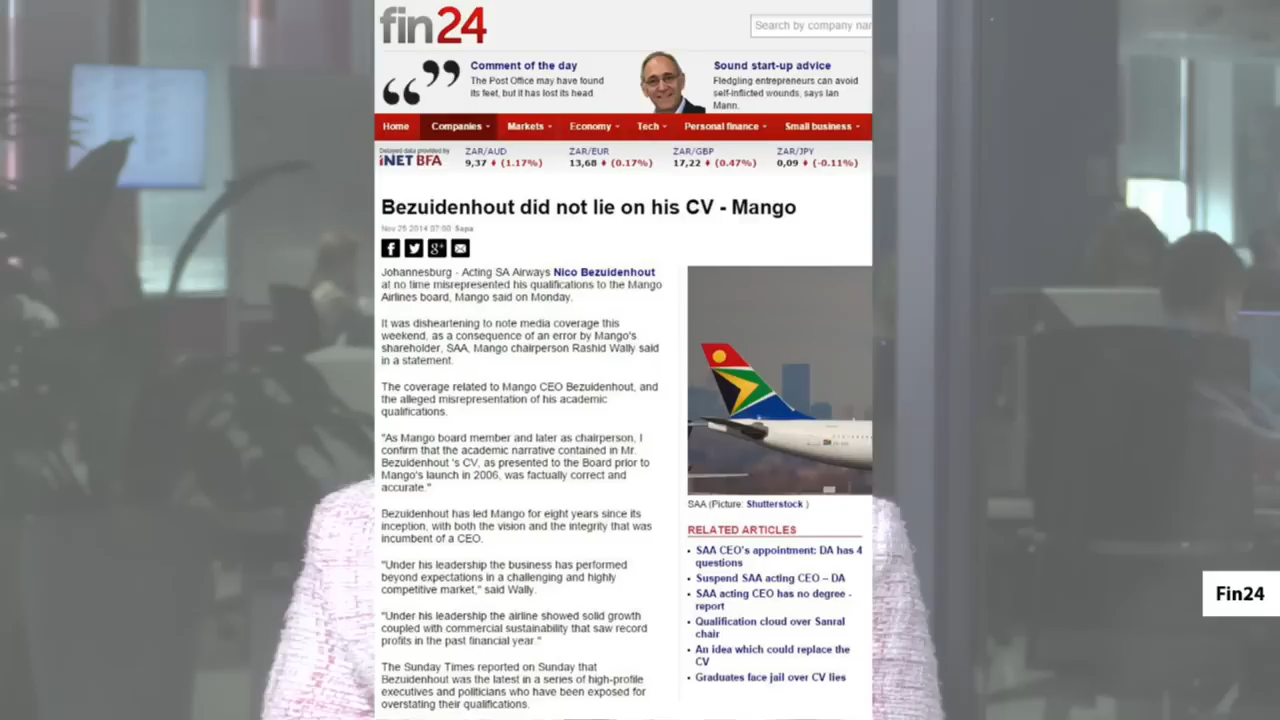 fin24
Search by company nar
Comment of the day
The Post Office may have found
its feet, but it has lost its head
Sound start-up advice
Fledgling entrepreneurs can avoid
self-inflicted wounds, says Ian
Mann.
Home Companies Markets Economy Tech Personal finance Small business
Delayed data provided by
iNET BFA
ZAR/AUD
9,37 (1.17%)
ZAR/EUR
13,68 (0.17%)
ZAR/GBP
17,22 (0.47%)
ZAR/JPY
0,09 (-0.11%)
Bezuidenhout did not lie on his CV - Mango
Nov 25 2014 07:00 Sapa
Johannesburg - Acting SA Airways Nico Bezuidenhout
at no time misrepresented his qualifications to the Mango
Airlines board, Mango said on Monday.
It was disheartening to note media coverage this
weekend, as a consequence of an error by Mango's
shareholder, SAA, Mango chairperson Rashid Wally said
in a statement.
The coverage related to Mango CEO Bezuidenhout, and
the alleged misrepresentation of his academic
qualifications.
"As Mango board member and later as chairperson, I
confirm that the academic narrative contained in Mr.
Bezuidenhout 's CV, as presented to the Board prior to
Mango's launch in 2006, was factually correct and
accurate."
Bezuidenhout has led Mango for eight years since its
inception, with both the vision and the integrity that was
incumbent of a CEO.
"Under his leadership the business has performed
beyond expectations in a challenging and highly
competitive market," said Wally.
"Under his leadership the airline showed solid growth
coupled with commercial sustainability that saw record
profits in the past financial year."
The Sunday Times reported on Sunday that
Bezuidenhout was the latest in a series of high-profile
executives and politicians who have been exposed for
overstating their qualifications.
SAA (Picture: Shutterstock )
RELATED ARTICLES
SAA CEO's appointment: DA has 4
questions
Suspend SAA acting CEO – DA
SAA acting CEO has no degree -
report
Qualification cloud over Sanral
chair
An idea which could replace the
CV
Graduates face jail over CV lies
Fin24